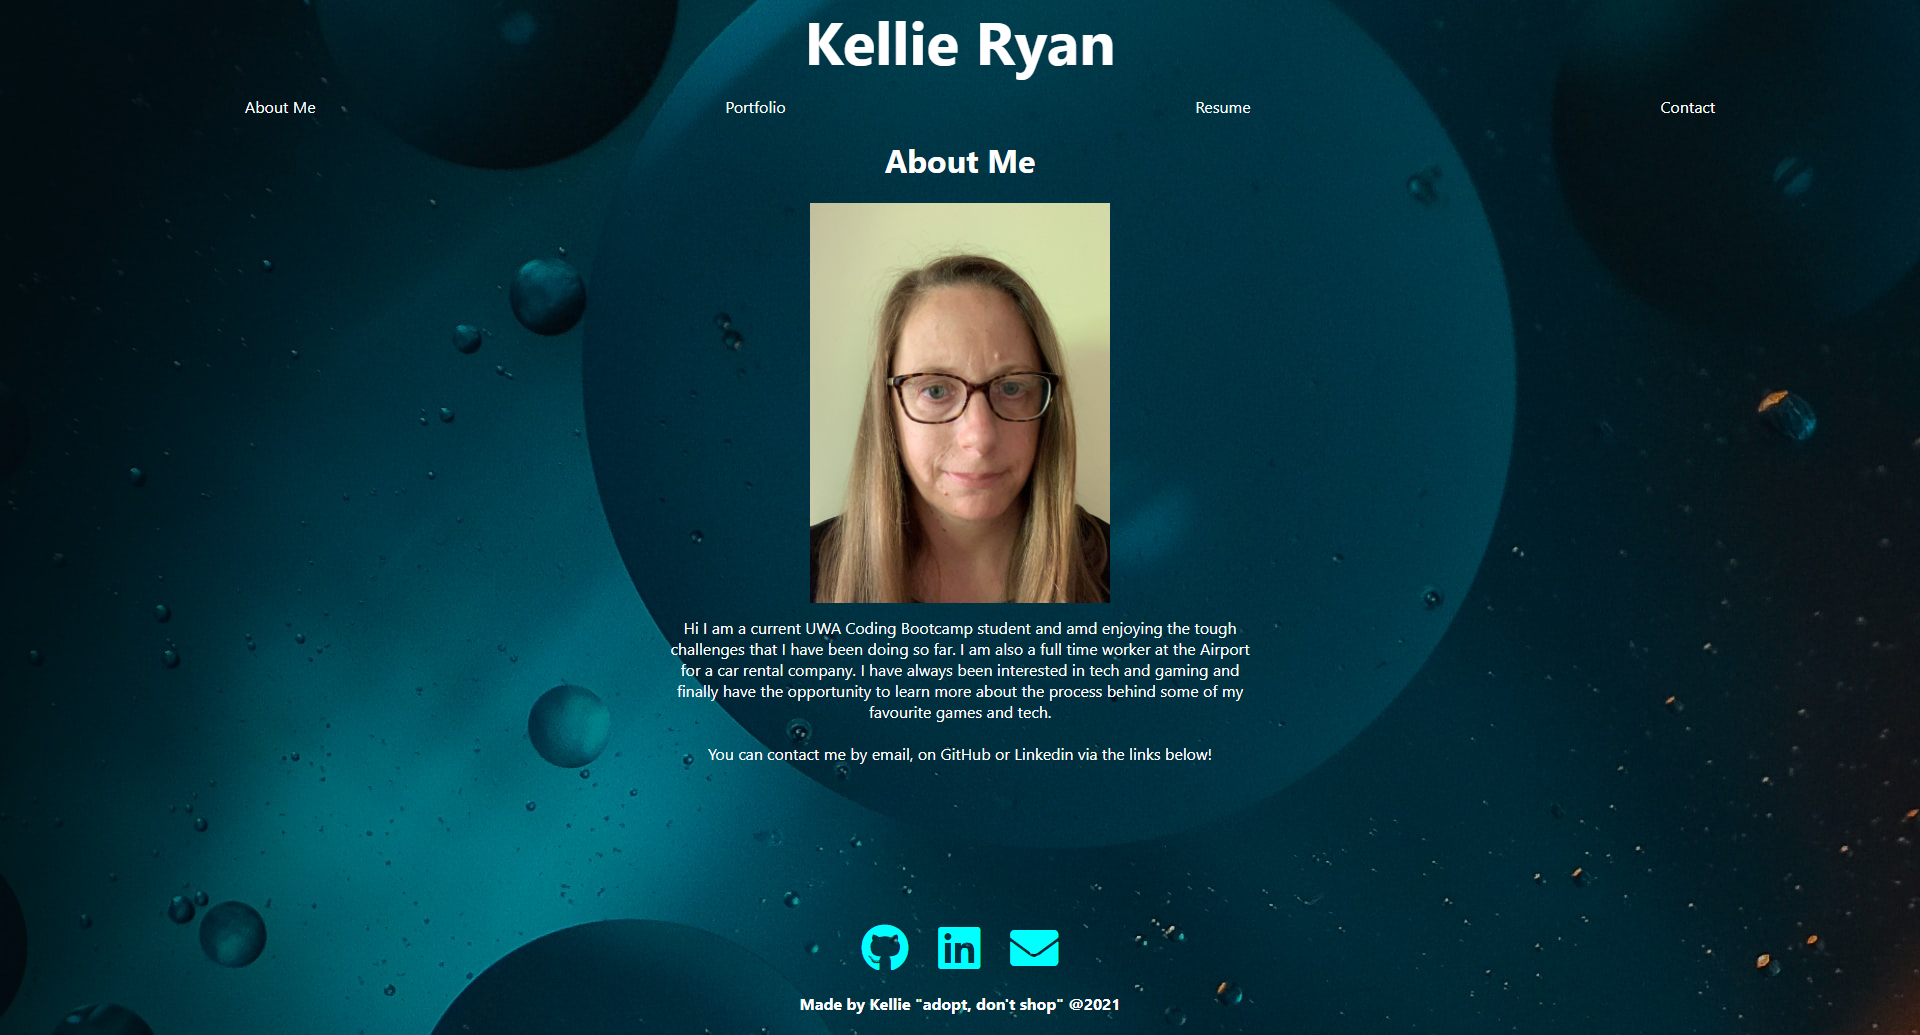 Kellie Ryan
About Me Portfolio Resume Contact
About Me
Hi I am a current UWA Coding Bootcamp student and amd enjoying the tough
challenges that I have been doing so far. I am also a full time worker at the Airport
for a car rental company. I have always been interested in tech and gaming and
finally have the opportunity to learn more about the process behind some of my
favourite games and tech.
You can contact me by email, on GitHub or Linkedin via the links below!
in
Made by Kellie "adopt, don't shop" @2021